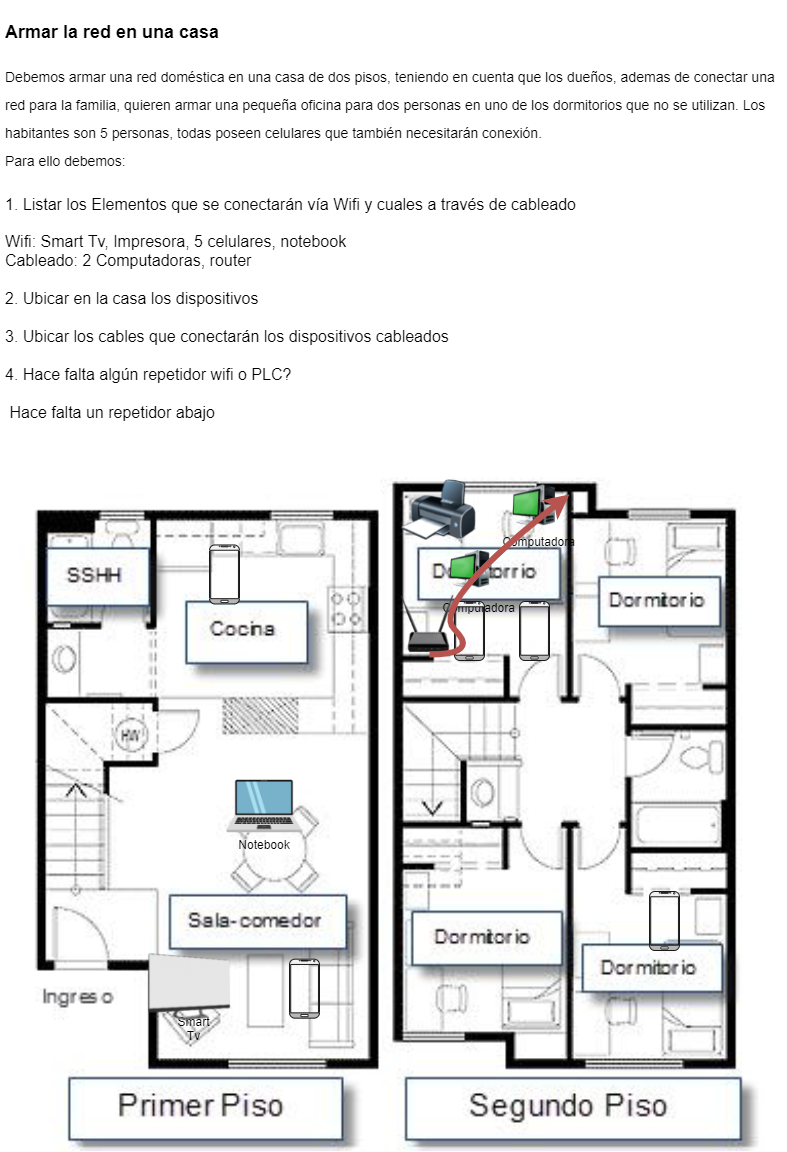 Armar la red en una casa
Debemos armar una red doméstica en una casa de dos pisos, teniendo en cuenta que los dueños, ademas de conectar una
red para la familia, quieren armar una pequeña oficina para dos personas en uno de los dormitorios que no se utilizan. Los
habitantes son 5 personas, todas poseen celulares que también necesitarán conexión.
Para ello debemos:
1. Listar los Elementos que se conectarán vía Wifi y cuales a través de cableado
Wifi: Smart Tv, Impresora, 5 celulares, notebook
Cableado: 2 Computadoras, router
2. Ubicar en la casa los dispositivos
3. Ubicar los cables que conectarán los dispositivos cableados
4. Hace falta algún repetidor wifi o PLC?
Hace falta un repetidor abajo
SSHH
Cocina
HW
Notebook
Sala-comedor
Ingreso
Smart
Tv
Primer Piso
Computadora
Dormitorrio
Computadora
Dormitorio
Dormitorio
Dormitorio
Segundo Piso